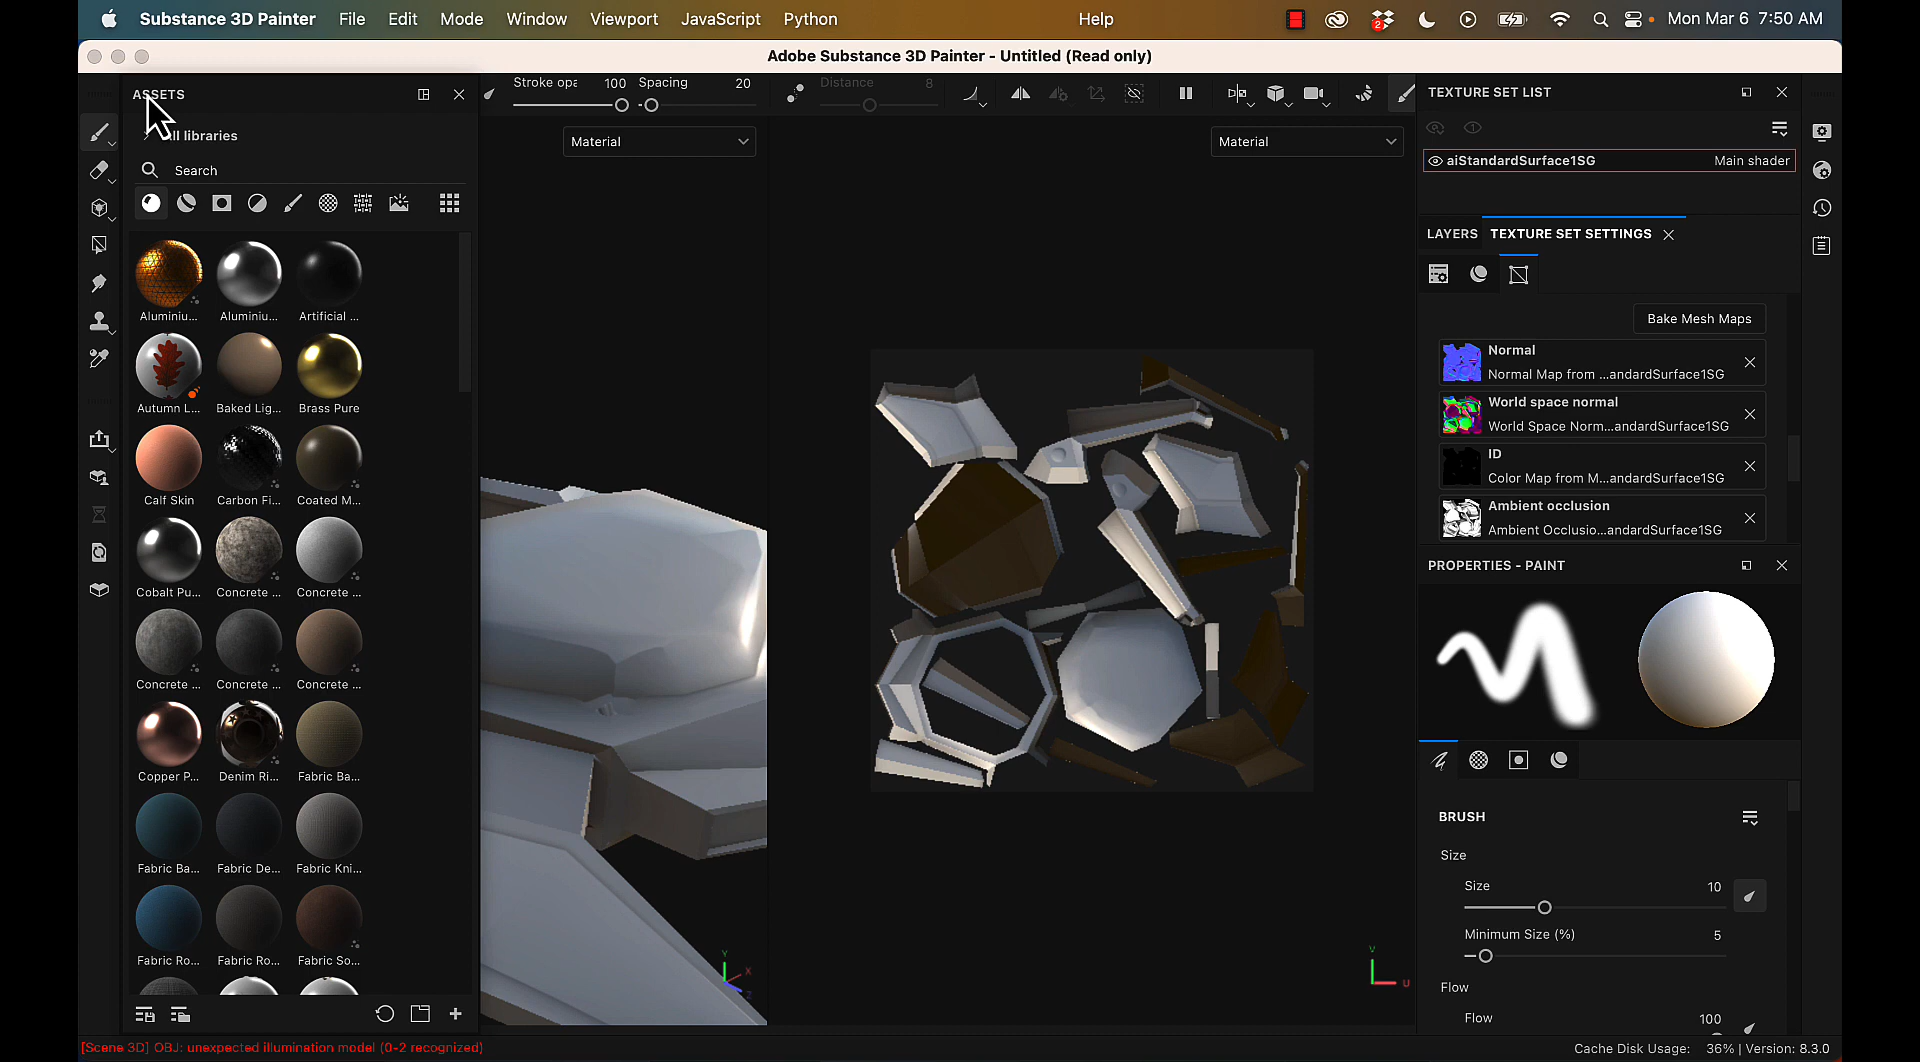 Substance 3D Painter File Edit Mode Window Viewport JavaScript Python Help Mon Mar 6 7:50 AM
2
Adobe Substance 3D Painter - Untitled (Read only)
ASSETS
All libraries
Search
Aluminiu... Aluminiu... Artificial ...
Autumn L... Baked Lig... Brass Pure
Calf Skin Carbon Fi... Coated M...
Cobalt Pu... Concrete ... Concrete ...
Concrete ... Concrete ... Concrete ...
Copper P... Denim Ri... Fabric Ba...
Fabric Ba... Fabric De... Fabric Kni...
Fabric Ro... Fabric Ro... Fabric So...
Stroke opa 100 Spacing 20 Distance 8
Material
Material
Y
X
Z
V
U
TEXTURE SET LIST
aiStandardSurface1SG Main shader
LAYERS TEXTURE SET SETTINGS
Bake Mesh Maps
Normal
Normal Map from ...andardSurface1SG
World space normal
World Space Norm...andardSurface1SG
ID
Color Map from M...andardSurface1SG
Ambient occlusion
Ambient Occlusio...andardSurface1SG
PROPERTIES - PAINT
BRUSH
Size
Size 10
Minimum Size (%) 5
Flow
Flow 100
[Scene 3D] OBJ: unexpected illumination model (0-2 recognized)
Cache Disk Usage: 36% | Version: 8.3.0